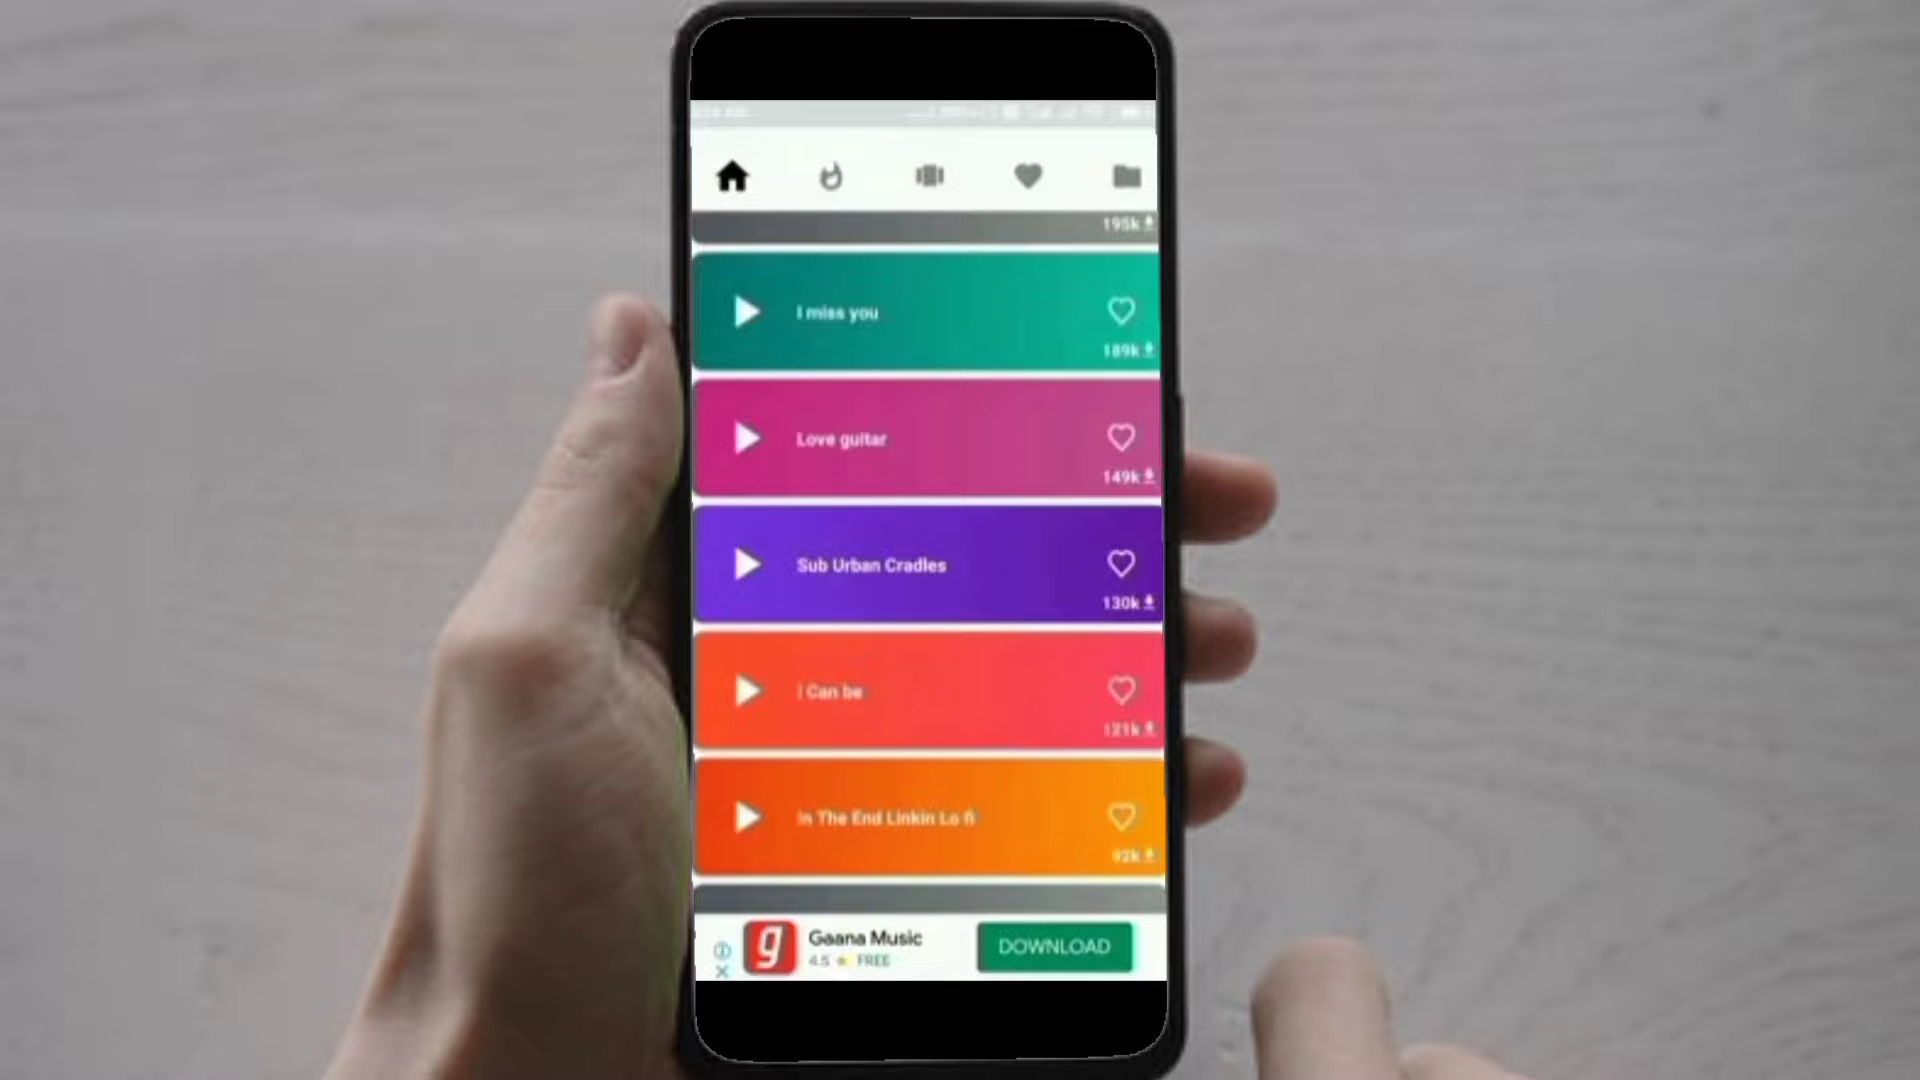 195k
I miss you
189k
Love guitar
149k
Sub Urban Cradles
130k
I Can be
121k
In The End Linkin Lo fi
92k
g
Gaana Music
4.5 ★ FREE
DOWNLOAD